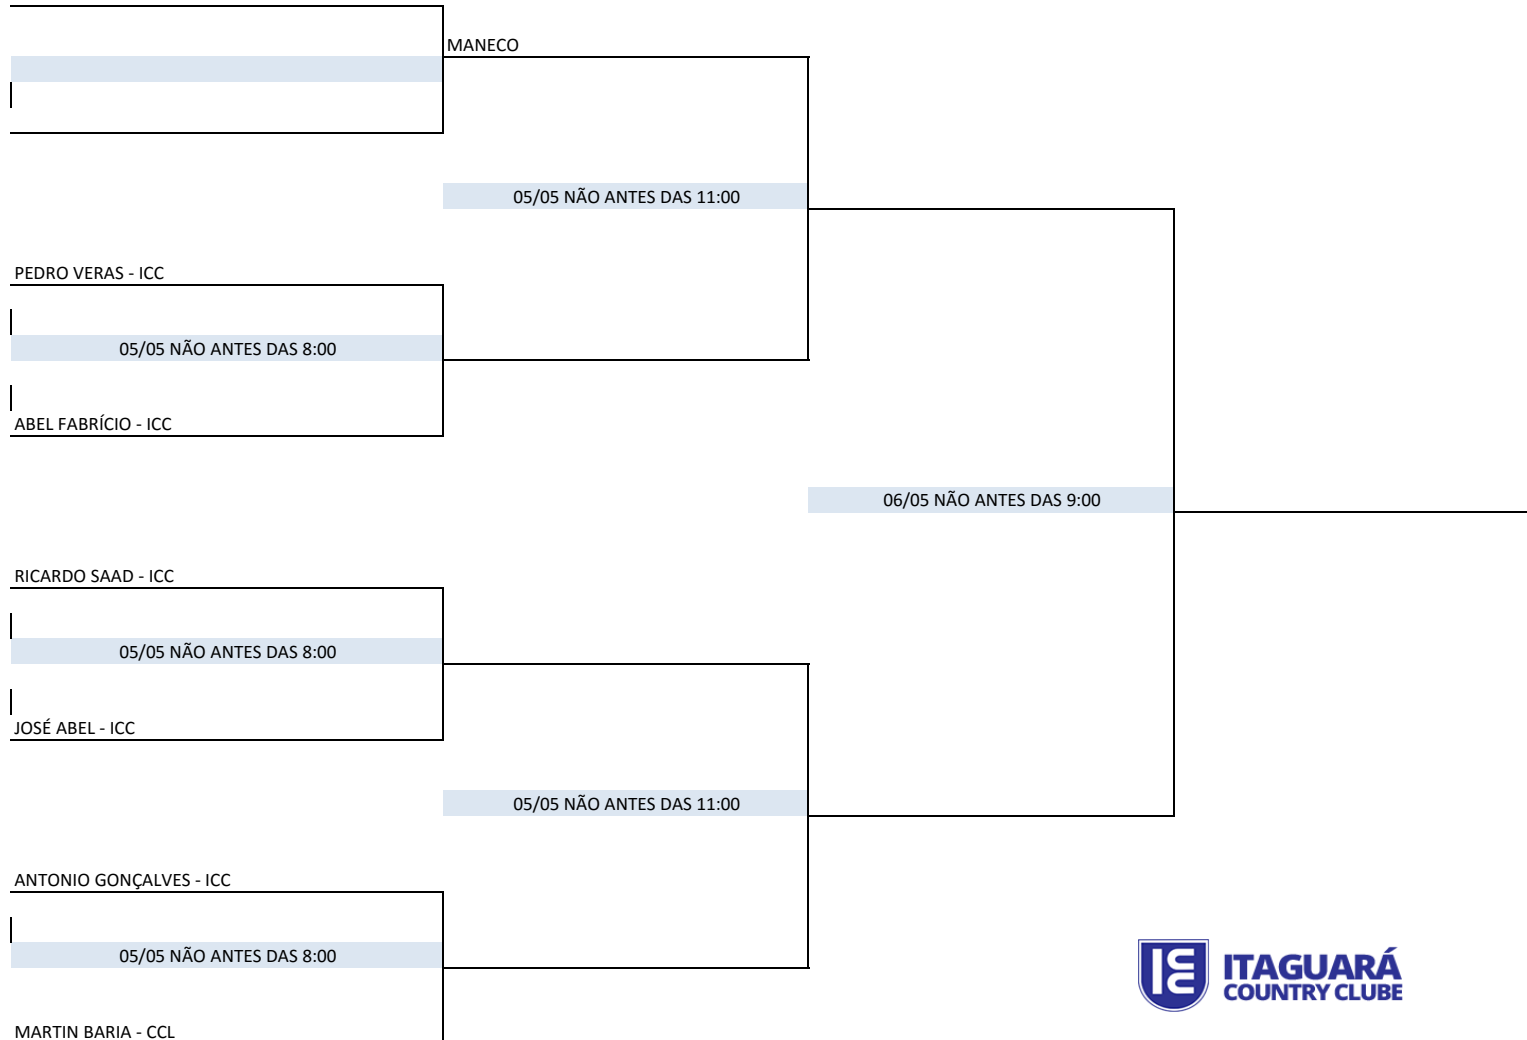 MANECO
05/05 NÃO ANTES DAS 11:00
PEDRO VERAS - ICC
05/05 NÃO ANTES DAS 8:00
ABEL FABRÍCIO - ICC
06/05 NÃO ANTES DAS 9:00
RICARDO SAAD - ICC
05/05 NÃO ANTES DAS 8:00
JOSÉ ABEL - ICC
05/05 NÃO ANTES DAS 11:00
ANTONIO GONÇALVES - ICC
05/05 NÃO ANTES DAS 8:00
ITAGUARÁ
COUNTRY CLUBE
MARTIN BARIA - CCL